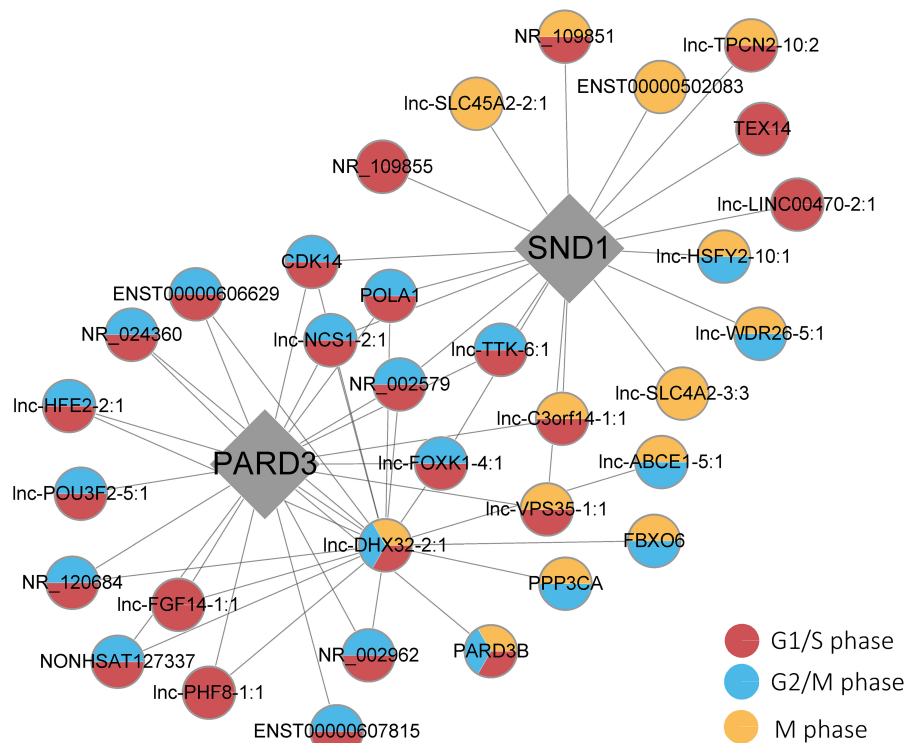 NR_109851
lnc-TPCN2-10:2
ENST00000502083
lnc-SLC45A2-2:1
TEX14
NR_109855
lnc-LINC00470-2:1
SND1
lnc-HSFY2-10:1
CDK14
ENST00000606629
POLA1
NR_024360
lnc-NCS1-2:1
lnc-WDR26-5:1
lnc-TTK-6:1
NR_002579
lnc-SLC4A2-3:3
lnc-HFE2-2:1
lnc-C3orf14-1:1
PARD3
lnc-FOXK1-4:1
lnc-ABCE1-5:1
lnc-POU3F2-5:1
lnc-VPS35-1:1
lnc-DHX32-2:1
FBXO6
NR_120684
PPP3CA
lnc-FGF14-1:1
G1/S phase
PARD3B
NR_002962
NONHSAT127337
G2/M phase
lnc-PHF8-1:1
ENST00000607815
M phase